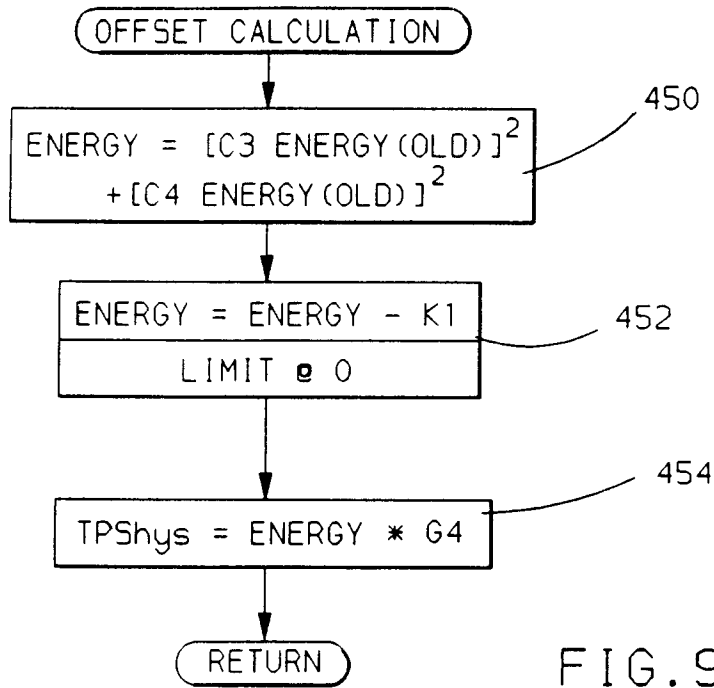 OFFSET CALCULATION
450
ENERGY = [C3 ENERGY(OLD)]²
+[C4 ENERGY(OLD)]²
ENERGY = ENERGY - K1
452
LIMIT @ 0
454
TPShys = ENERGY * G4
RETURN
FIG.9